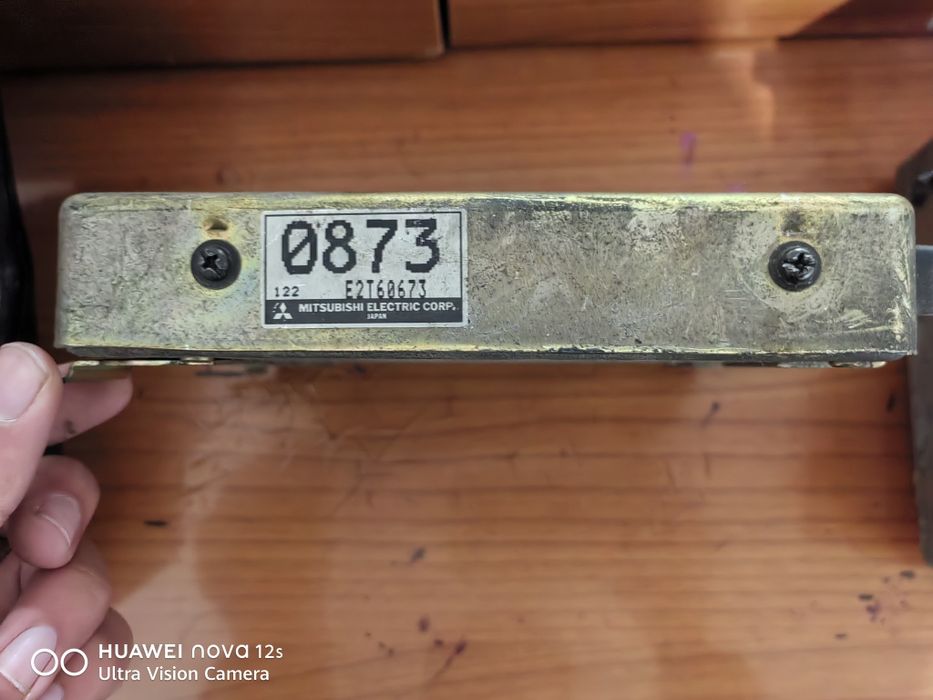 0873
122 E2T60673
MITSUBISHI ELECTRIC CORP.
JAPAN
HUAWEI nova 12s
Ultra Vision Camera